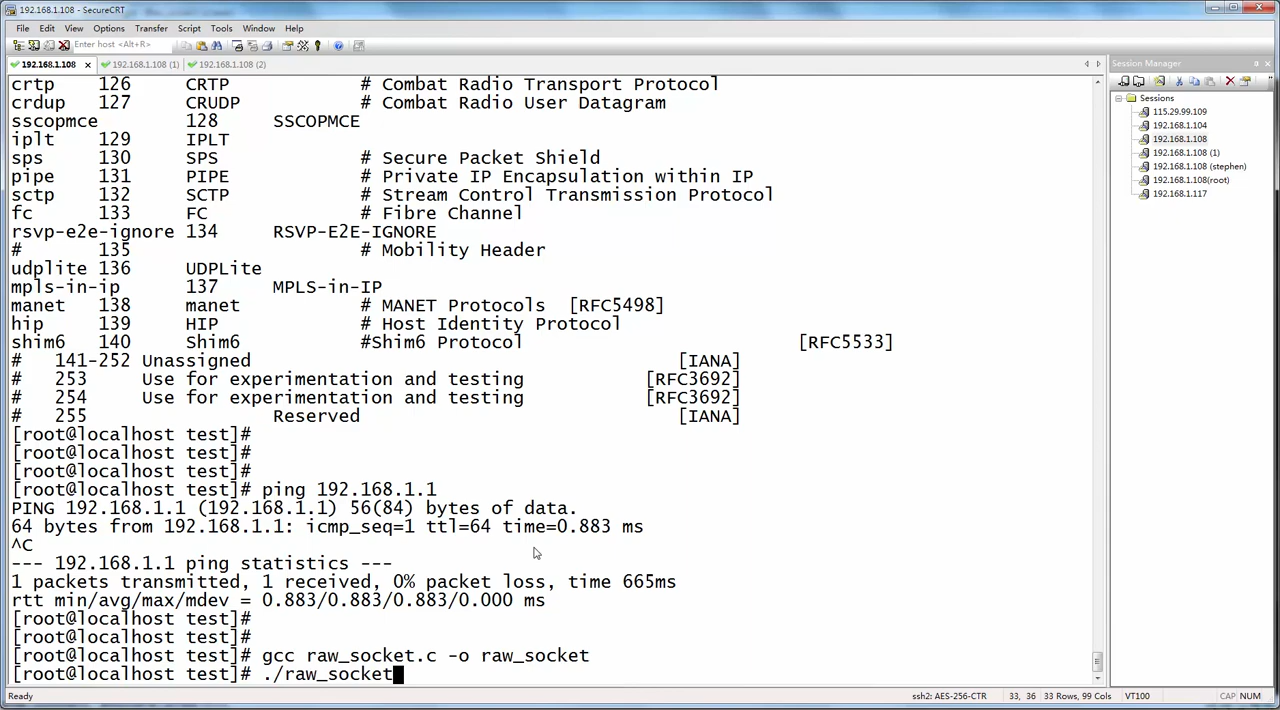 192.168.1.108 - SecureCRT
File Edit View Options Transfer Script Tools Window Help
Enter host <Alt+R>
192.168.1.108 x 192.168.1.108 (1) 192.168.1.108 (2)
crtp    126     CRTP            # Combat Radio Transport Protocol
crdup   127     CRUDP           # Combat Radio User Datagram
sscopmce        128     SSCOPMCE
iplt    129     IPLT
sps     130     SPS             # Secure Packet Shield
pipe    131     PIPE            # Private IP Encapsulation within IP
sctp    132     SCTP            # Stream Control Transmission Protocol
fc      133     FC              # Fibre Channel
rsvp-e2e-ignore 134     RSVP-E2E-IGNORE
#       135                     # Mobility Header
udplite 136     UDPLite
mpls-in-ip      137     MPLS-in-IP
manet   138     manet           # MANET Protocols  [RFC5498]
hip     139     HIP             # Host Identity Protocol
shim6   140     Shim6           #Shim6 Protocol                         [RFC5533]
#   141-252 Unassigned                                       [IANA]
#   253     Use for experimentation and testing           [RFC3692]
#   254     Use for experimentation and testing           [RFC3692]
#   255                 Reserved                             [IANA]
[root@localhost test]#
[root@localhost test]#
[root@localhost test]#
[root@localhost test]# ping 192.168.1.1
PING 192.168.1.1 (192.168.1.1) 56(84) bytes of data.
64 bytes from 192.168.1.1: icmp_seq=1 ttl=64 time=0.883 ms
^C
--- 192.168.1.1 ping statistics ---
1 packets transmitted, 1 received, 0% packet loss, time 665ms
rtt min/avg/max/mdev = 0.883/0.883/0.883/0.000 ms
[root@localhost test]#
[root@localhost test]#
[root@localhost test]# gcc raw_socket.c -o raw_socket
[root@localhost test]# ./raw_socket
Session Manager
Sessions
115.29.99.109
192.168.1.104
192.168.1.108
192.168.1.108 (1)
192.168.1.108 (stephen)
192.168.1.108(root)
192.168.1.117
Ready ssh2: AES-256-CTR 33, 36 33 Rows, 99 Cols VT100 CAP NUM